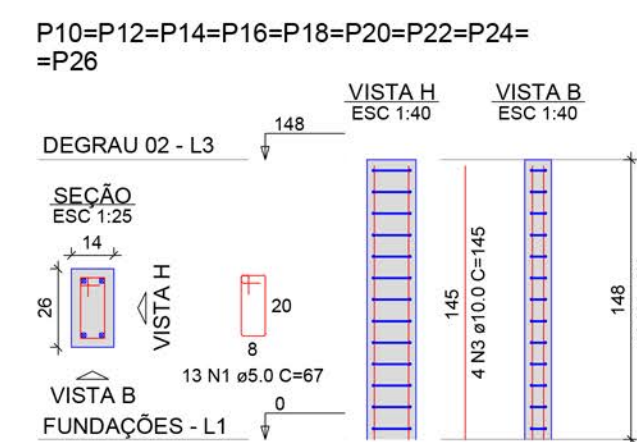 P10=P12=P14=P16=P18=P20=P22=P24=
=P26
VISTA H
ESC 1:40
VISTA B
ESC 1:40
148
DEGRAU 02 - L3
SEÇÃO
ESC 1:25
14
26
VISTA H
VISTA B
20
8
13 N1 ø5.0 C=67
145
4 N3 ø10.0 C=145
148
0
FUNDAÇÕES - L1